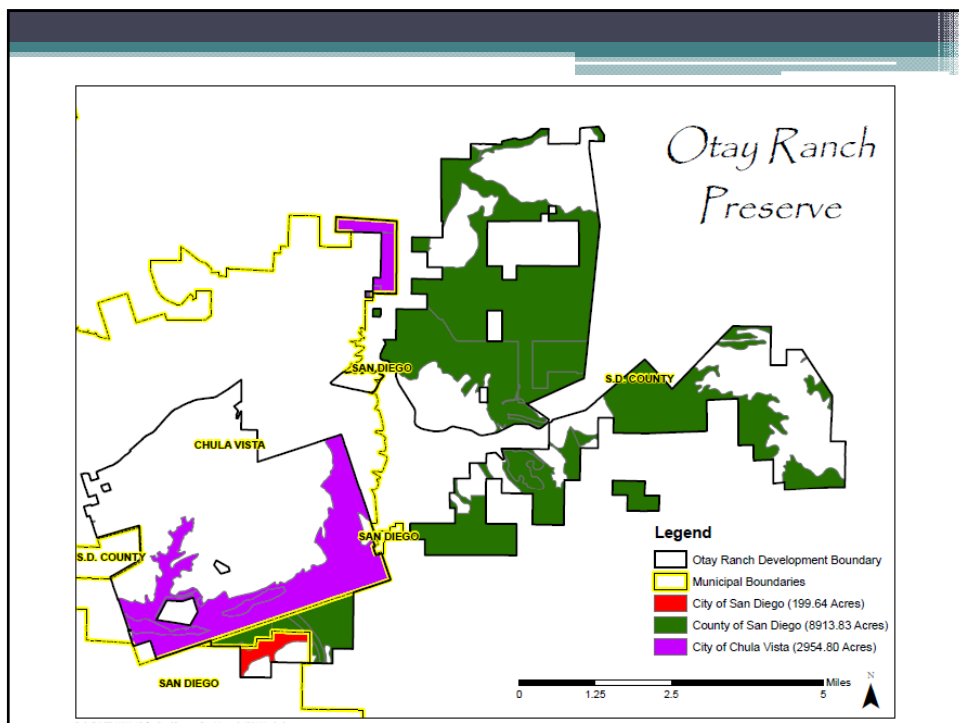 Otay Ranch
Preserve
SAN DIEGO
S.D. COUNTY
CHULA VISTA
SAN DIEGO
S.D. COUNTY
SAN DIEGO
Legend
Otay Ranch Development Boundary
Municipal Boundaries
City of San Diego (199.64 Acres)
County of San Diego (8913.83 Acres)
City of Chula Vista (2954.80 Acres)
N
Miles
0 1.25 2.5 5